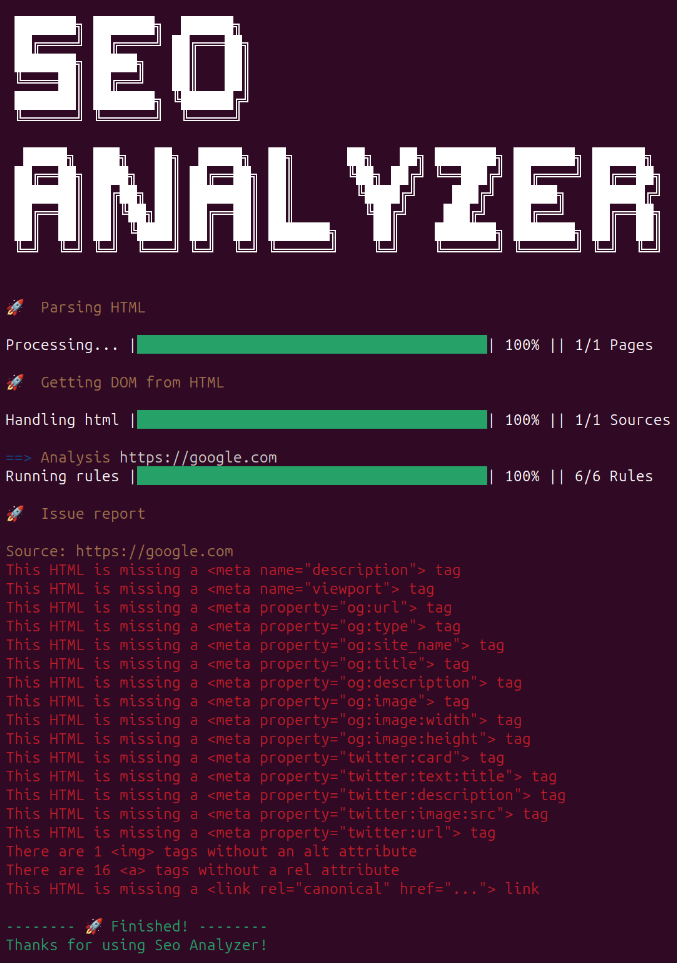 SEO
ANALYZER
🚀 Parsing HTML
Processing... || 100% || 1/1 Pages
🚀 Getting DOM from HTML
Handling html || 100% || 1/1 Sources
==> Analysis https://google.com
Running rules || 100% || 6/6 Rules
🚀 Issue report
Source: https://google.com
This HTML is missing a <meta name="description"> tag
This HTML is missing a <meta name="viewport"> tag
This HTML is missing a <meta property="og:url"> tag
This HTML is missing a <meta property="og:type"> tag
This HTML is missing a <meta property="og:site_name"> tag
This HTML is missing a <meta property="og:title"> tag
This HTML is missing a <meta property="og:description"> tag
This HTML is missing a <meta property="og:image"> tag
This HTML is missing a <meta property="og:image:width"> tag
This HTML is missing a <meta property="og:image:height"> tag
This HTML is missing a <meta property="twitter:card"> tag
This HTML is missing a <meta property="twitter:text:title"> tag
This HTML is missing a <meta property="twitter:description"> tag
This HTML is missing a <meta property="twitter:image:src"> tag
This HTML is missing a <meta property="twitter:url"> tag
There are 1 <img> tags without an alt attribute
There are 16 <a> tags without a rel attribute
This HTML is missing a <link rel="canonical" href="..."> link
-------- 🚀 Finished! --------
Thanks for using Seo Analyzer!